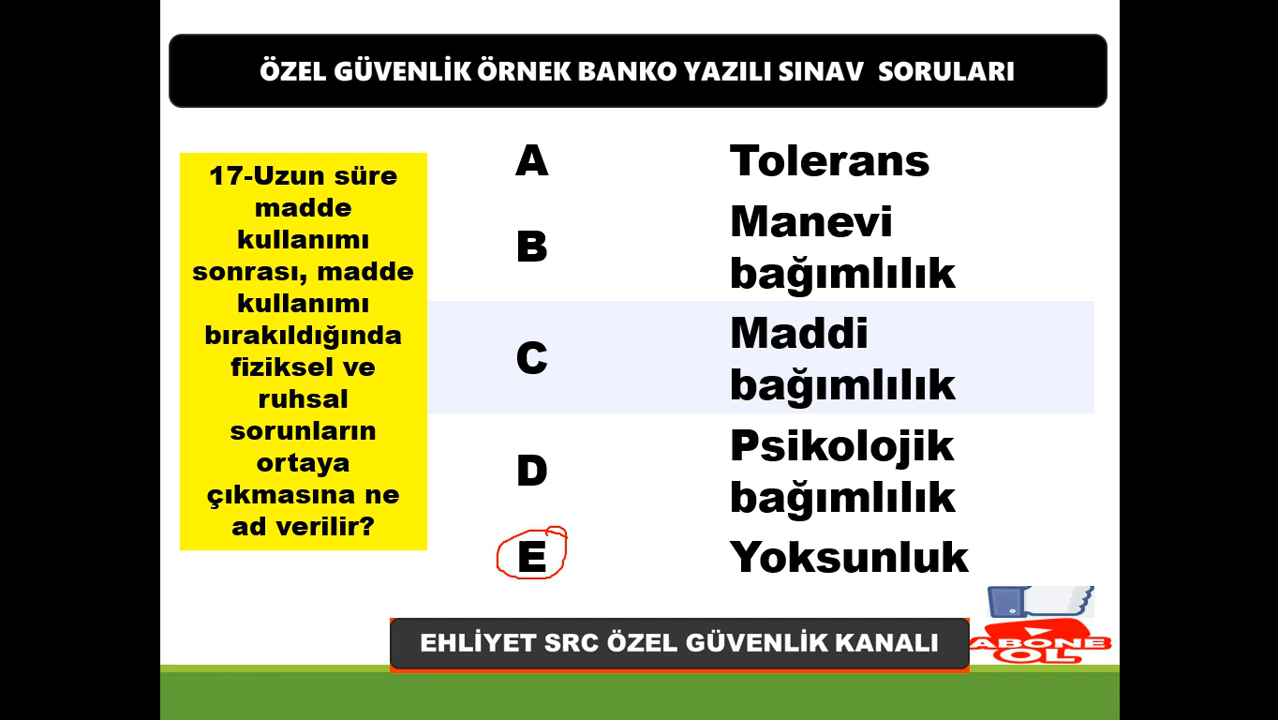 ÖZEL GÜVENLİK ÖRNEK BANKO YAZILI SINAV SORULARI
17-Uzun süre
madde
kullanımı
sonrası, madde
kullanımı
bırakıldığında
fiziksel ve
ruhsal
sorunların
ortaya
çıkmasına ne
ad verilir?
A Tolerans
B Manevi
bağımlılık
C Maddi
bağımlılık
D Psikolojik
bağımlılık
E Yoksunluk
EHLİYET SRC ÖZEL GÜVENLİK KANALI
ABONE
OL